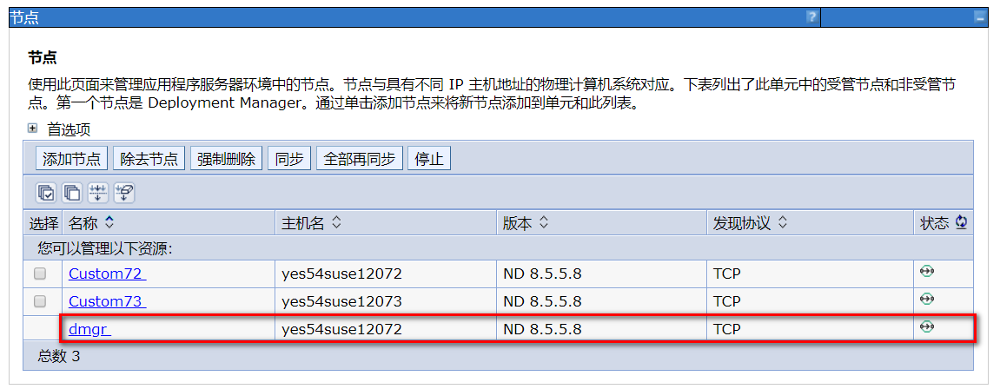 节点
?
节点
使用此页面来管理应用程序服务器环境中的节点。节点与具有不同 IP 主机地址的物理计算机系统对应。下表列出了此单元中的受管节点和非受管节
点。第一个节点是 Deployment Manager。通过单击添加节点来将新节点添加到单元和此列表。
首选项
添加节点 除去节点 强制删除 同步 全部再同步 停止
选择 名称 主机名 版本 发现协议 状态
您可以管理以下资源:
Custom72 yes54suse12072 ND 8.5.5.8 TCP
Custom73 yes54suse12073 ND 8.5.5.8 TCP
dmgr yes54suse12072 ND 8.5.5.8 TCP
总数 3